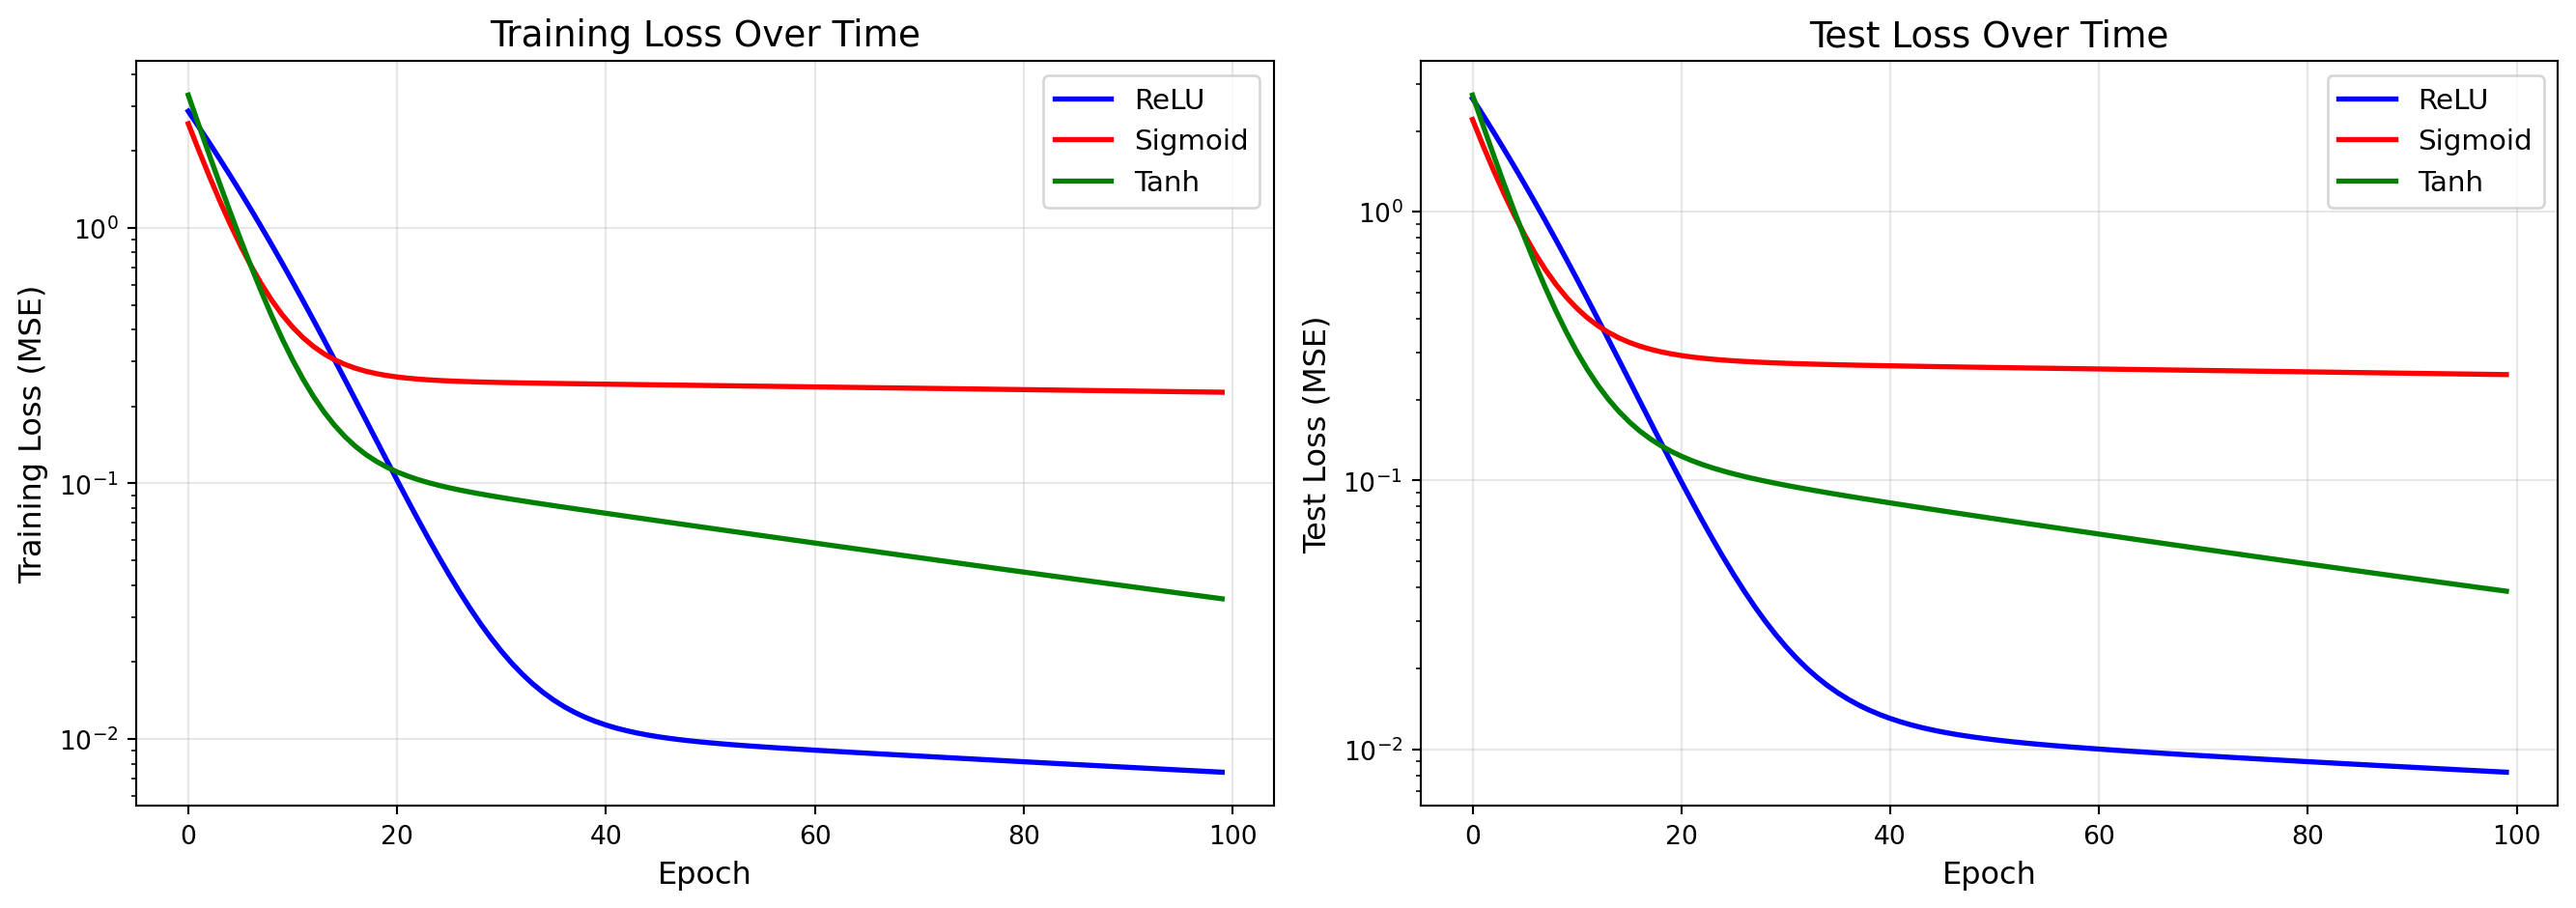 Training Loss Over Time
Training Loss (MSE)
10⁰
10⁻¹
10⁻²
0 20 40 60 80 100
Epoch
ReLU
Sigmoid
Tanh
Test Loss Over Time
Test Loss (MSE)
10⁰
10⁻¹
10⁻²
0 20 40 60 80 100
Epoch
ReLU
Sigmoid
Tanh